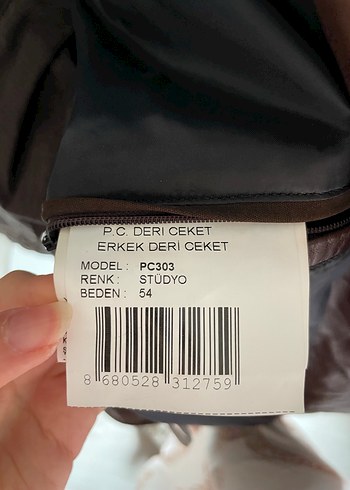 P.C. DERİ CEKET
ERKEK DERİ CEKET
MODEL : PC303
RENK : STÜDYO
BEDEN : 54
8 680528 312759